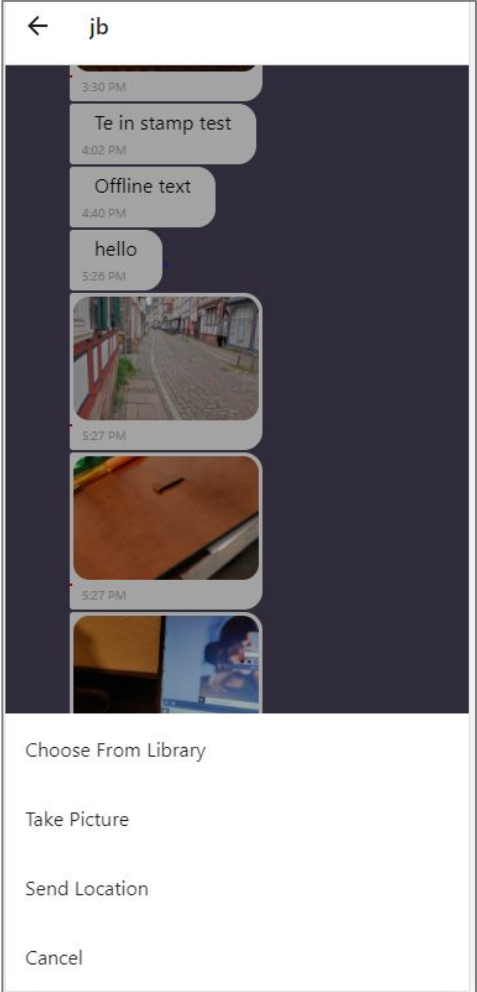 jb
3:30 PM
Te in stamp test
4:02 PM
Offline text
4:40 PM
hello
5:26 PM
5:27 PM
5:27 PM
Choose From Library
Take Picture
Send Location
Cancel